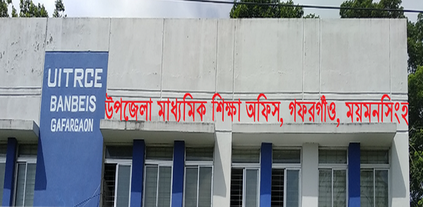 UITRCE
BANBEIS
GAFARGAON
উপজেলা মাধ্যমিক শিক্ষা অফিস, গফরগাঁও, ময়মনসিংহ